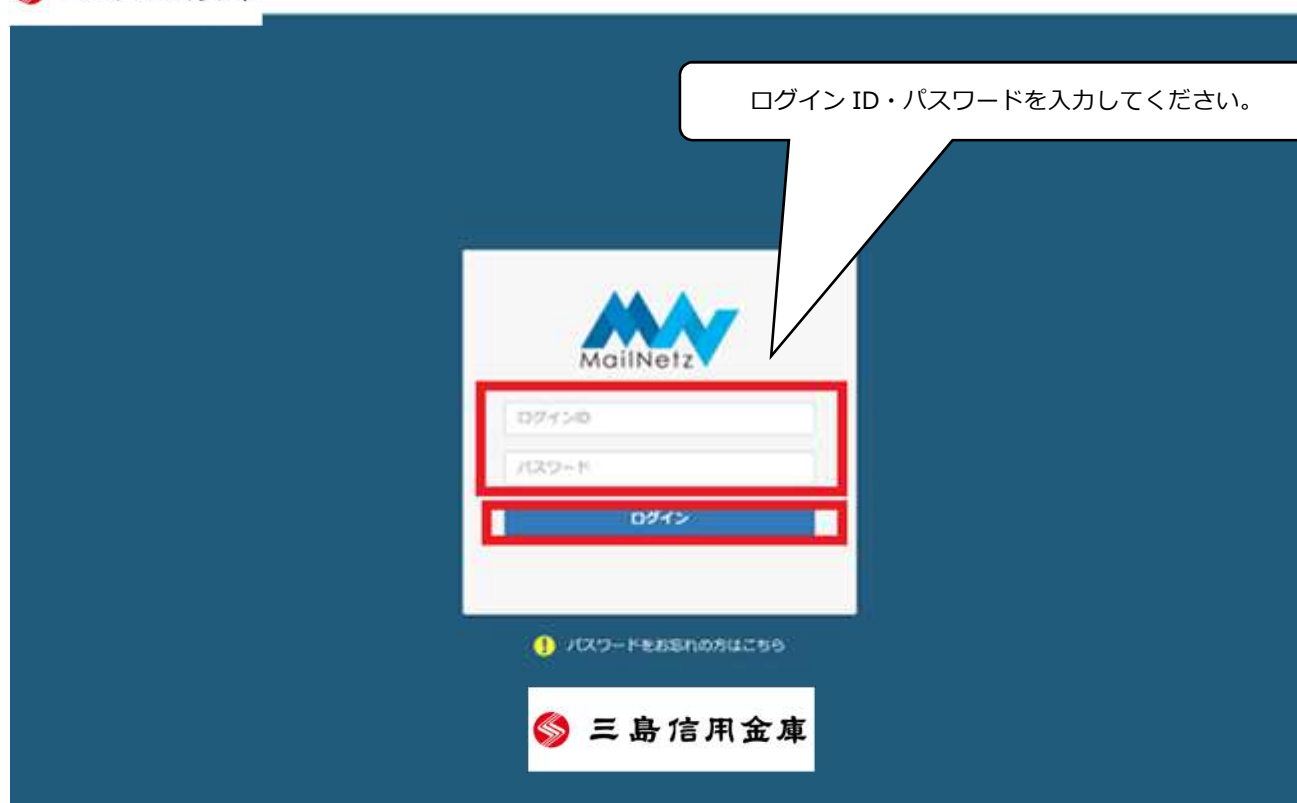 ログイン ID・パスワードを入力してください。
MailNetz
ログインID
パスワード
ログイン
パスワードをお忘れの方はこちら
三島信用金庫